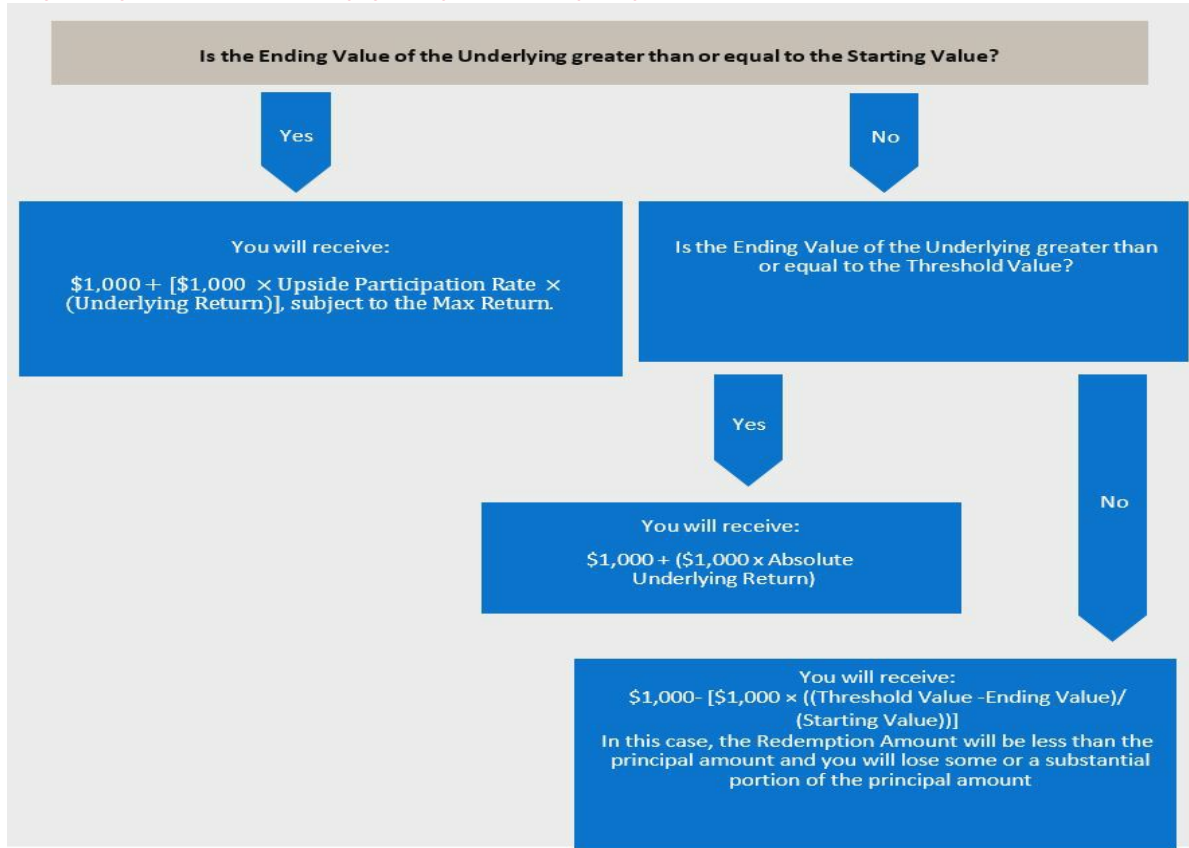 Is the Ending Value of the Underlying greater than or equal to the Starting Value?
Yes
No
You will receive:
$1,000 + [$1,000 × Upside Participation Rate ×
(Underlying Return)], subject to the Max Return.
Is the Ending Value of the Underlying greater than
or equal to the Threshold Value?
Yes
No
You will receive:
$1,000 + ($1,000 x Absolute
Underlying Return)
You will receive:
$1,000- [$1,000 × ((Threshold Value -Ending Value)/
(Starting Value))]
In this case, the Redemption Amount will be less than the
principal amount and you will lose some or a substantial
portion of the principal amount